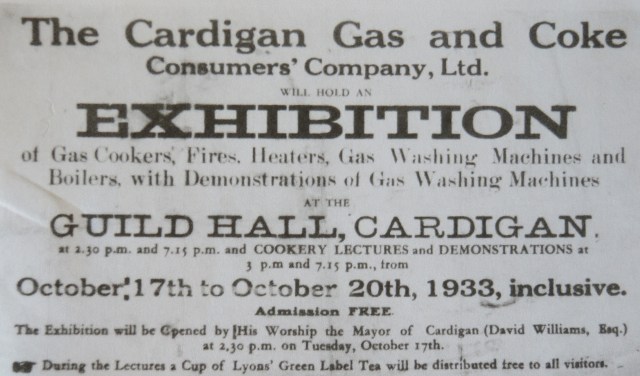 The Cardigan Gas and Coke
Consumers' Company, Ltd.
WILL HOLD AN
EXHIBITION
of Gas Cookers, Fires, Heaters, Gas Washing Machines and
Boilers, with Demonstrations of Gas Washing Machines
AT THE
GUILD HALL, CARDIGAN.
at 2.30 p.m. and 7.15 p.m. and COOKERY LECTURES and DEMONSTRATIONS at
3 p.m and 7.15 p.m., from
October, 17th to October 20th, 1933, inclusive.
Admission FREE.
The Exhibition will be Opened by His Worship the Mayor of Cardigan (David Williams, Esq.)
at 2.30 p.m. on Tuesday, October 17th.
☛ During the Lectures a Cup of Lyons' Green Label Tea will be distributed free to all visitors.